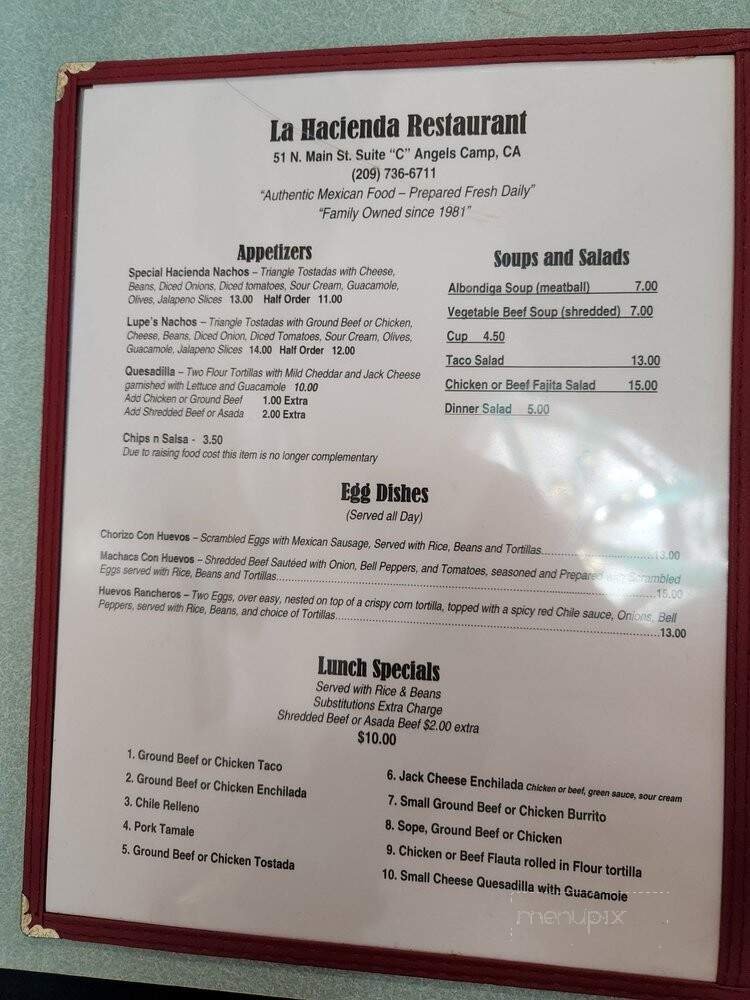 La Hacienda Restaurant
51 N. Main St. Suite "C" Angels Camp, CA
(209) 736-6711
"Authentic Mexican Food – Prepared Fresh Daily"
"Family Owned since 1981"
Appetizers
Special Hacienda Nachos – Triangle Tostadas with Cheese,
Beans, Diced Onions, Diced tomatoes, Sour Cream, Guacamole,
Olives, Jalapeno Slices 13.00 Half Order 11.00
Lupe's Nachos – Triangle Tostadas with Ground Beef or Chicken,
Cheese, Beans, Diced Onion, Diced Tomatoes, Sour Cream, Olives,
Guacamole, Jalapeno Slices 14.00 Half Order 12.00
Quesadilla – Two Flour Tortillas with Mild Cheddar and Jack Cheese
garnished with Lettuce and Guacamole 10.00
Add Chicken or Ground Beef 1.00 Extra
Add Shredded Beef or Asada 2.00 Extra
Chips n Salsa - 3.50
Due to raising food cost this item is no longer complementary
Soups and Salads
Albondiga Soup (meatball) 7.00
Vegetable Beef Soup (shredded) 7.00
Cup 4.50
Taco Salad 13.00
Chicken or Beef Fajita Salad 15.00
Dinner Salad 5.00
Egg Dishes
(Served all Day)
Chorizo Con Huevos – Scrambled Eggs with Mexican Sausage, Served with Rice, Beans and Tortillas....................................13.00
Machaca Con Huevos – Shredded Beef Sautéed with Onion, Bell Peppers, and Tomatoes, seasoned and Prepared with Scrambled
Eggs served with Rice, Beans and Tortillas....................................15.00
Huevos Rancheros – Two Eggs, over easy, nested on top of a crispy corn tortilla, topped with a spicy red Chile sauce, Onions, Bell
Peppers, served with Rice, Beans, and choice of Tortillas....................................13.00
Lunch Specials
Served with Rice & Beans
Substitutions Extra Charge
Shredded Beef or Asada Beef $2.00 extra
$10.00
1. Ground Beef or Chicken Taco
2. Ground Beef or Chicken Enchilada
3. Chile Relleno
4. Pork Tamale
5. Ground Beef or Chicken Tostada
6. Jack Cheese Enchilada Chicken or beef, green sauce, sour cream
7. Small Ground Beef or Chicken Burrito
8. Sope, Ground Beef or Chicken
9. Chicken or Beef Flauta rolled in Flour tortilla
10. Small Cheese Quesadilla with Guacamole
menupix